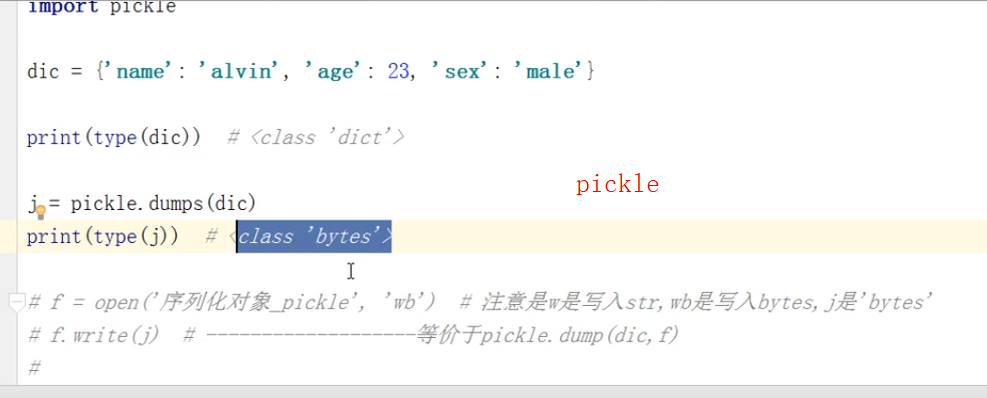 import pickle
dic = {'name': 'alvin', 'age': 23, 'sex': 'male'}
print(type(dic))  # <class 'dict'>
pickle
j = pickle.dumps(dic)
print(type(j))  # <class 'bytes'>
# f = open('序列化对象_pickle', 'wb')  # 注意是w是写入str,wb是写入bytes,j是'bytes'
# f.write(j)  # -------------------等价于pickle.dump(dic,f)
#